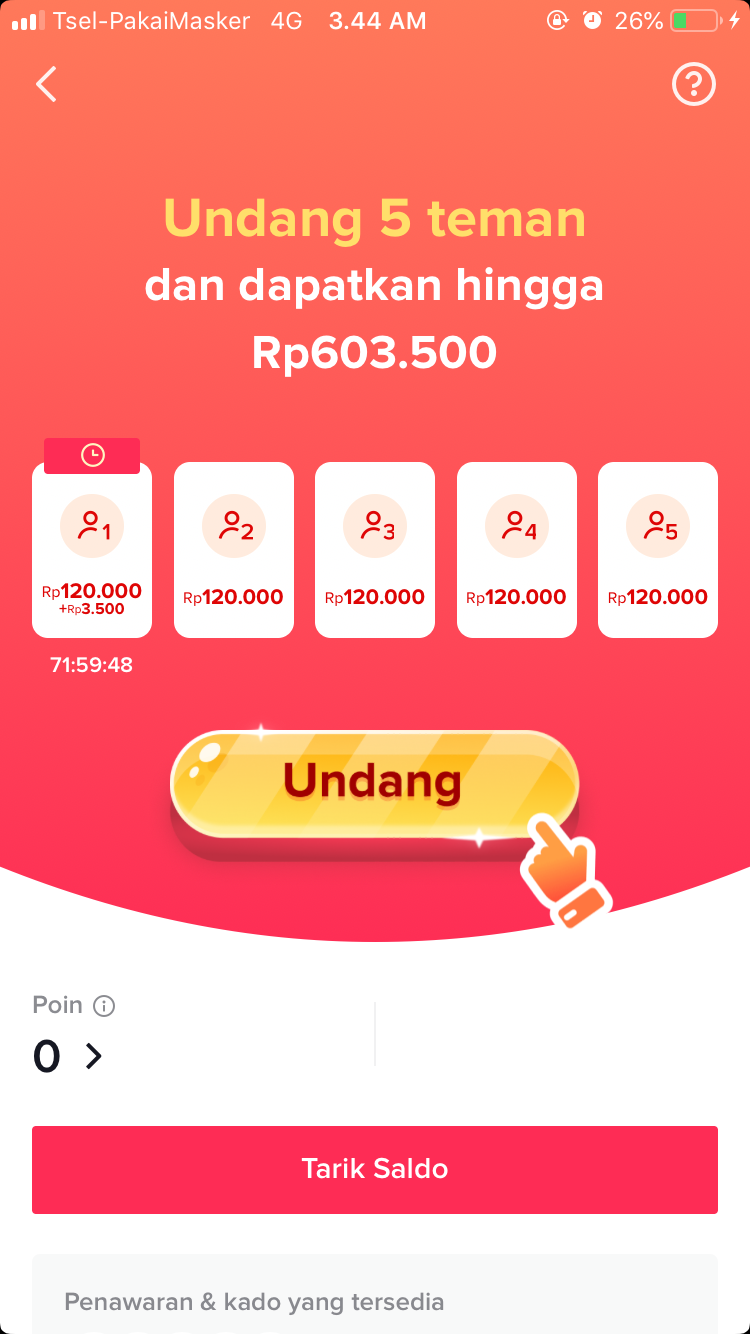 Tsel-PakaiMasker 4G 3.44 AM 26%
Undang 5 teman
dan dapatkan hingga
Rp603.500
1 2 3 4 5
Rp120.000 Rp120.000 Rp120.000 Rp120.000 Rp120.000
+Rp3.500
71:59:48
Undang
Poin
0
Tarik Saldo
Penawaran & kado yang tersedia